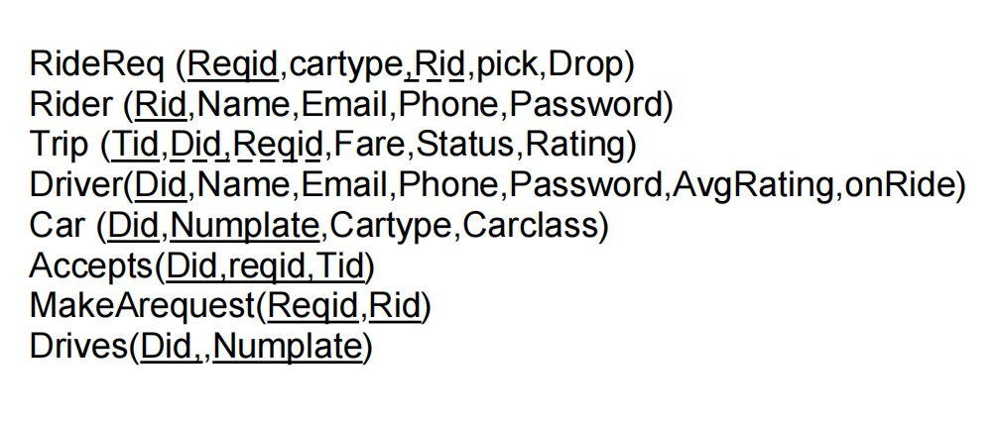 RideReq (Reqid,cartype,Rid,pick,Drop)
Rider (Rid,Name,Email,Phone,Password)
Trip (Tid,Did,Reqid,Fare,Status,Rating)
Driver(Did,Name,Email,Phone,Password,AvgRating,onRide)
Car (Did,Numplate,Cartype,Carclass)
Accepts(Did,reqid,Tid)
MakeArequest(Reqid,Rid)
Drives(Did,,Numplate)